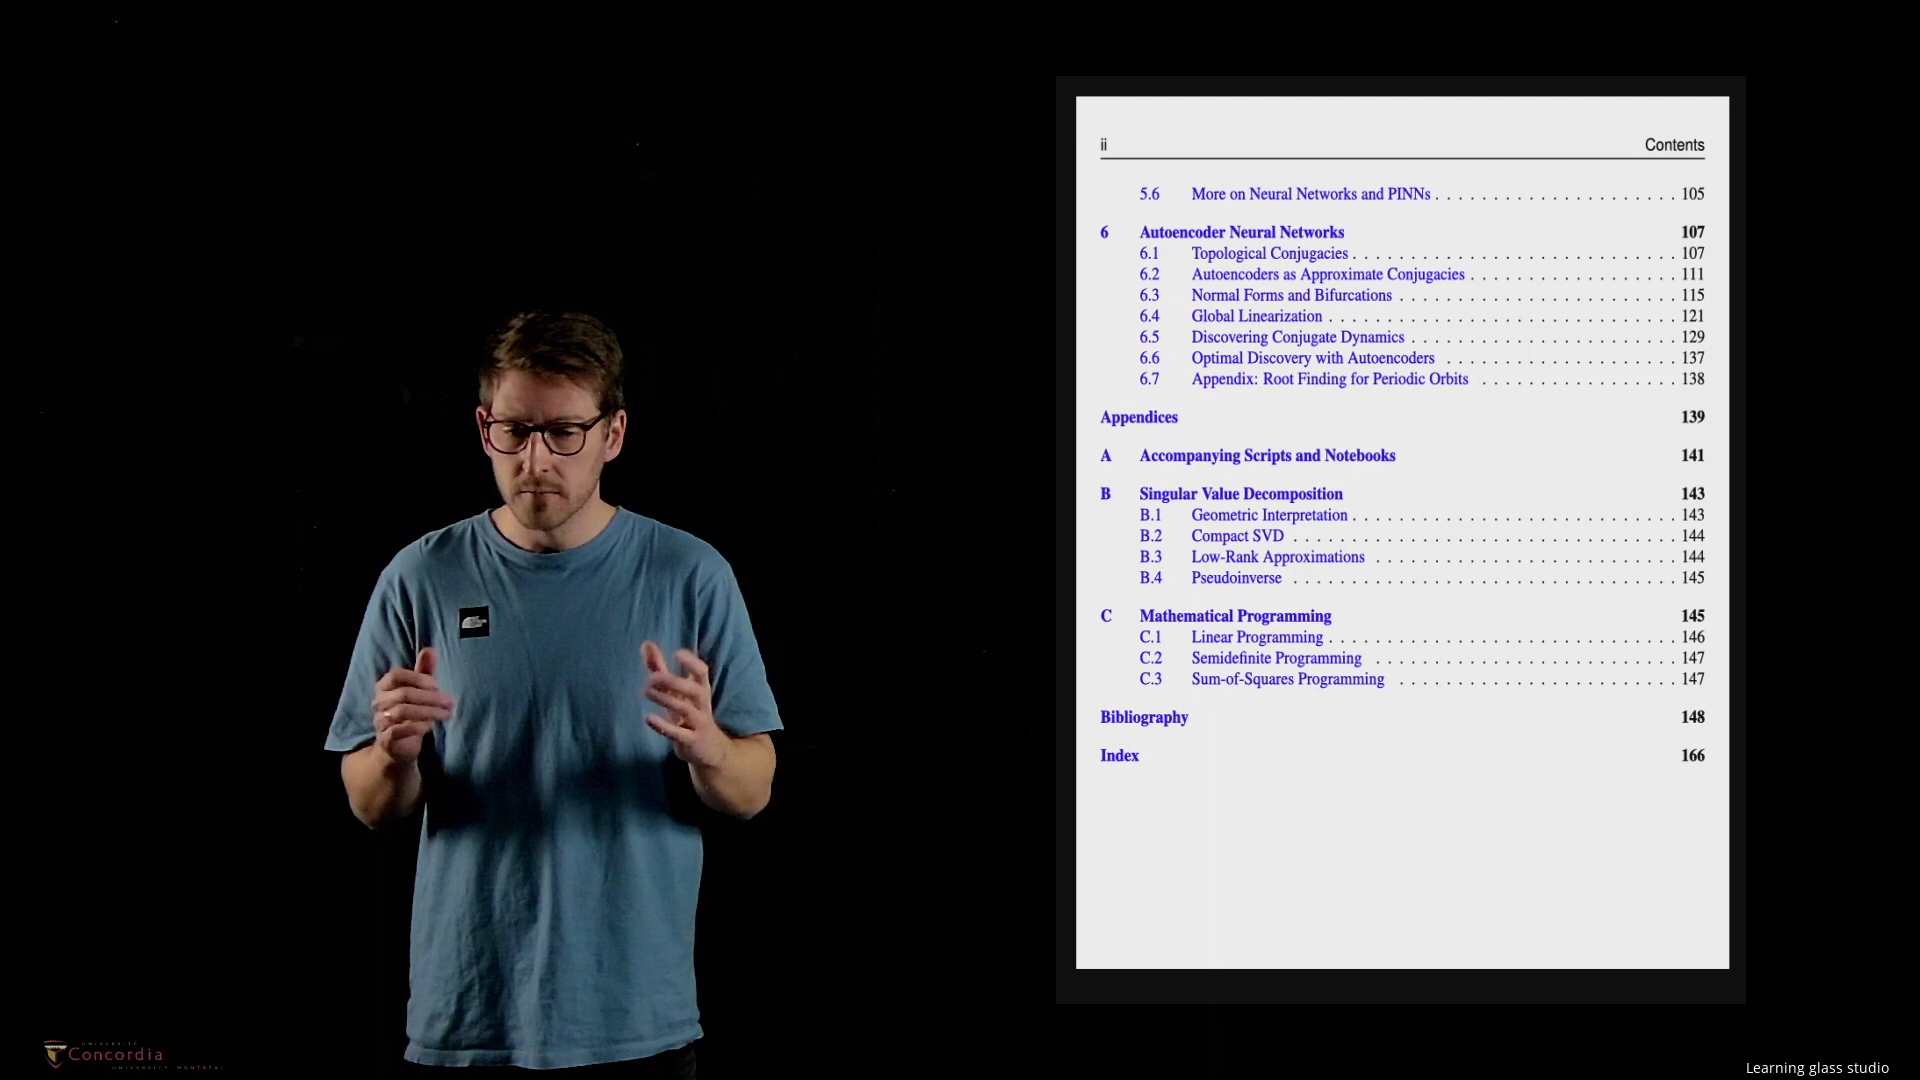 ii Contents
5.6 More on Neural Networks and PINNs . . . . . . . . . . . . . . . . . . . . . 105
6 Autoencoder Neural Networks 107
6.1 Topological Conjugacies . . . . . . . . . . . . . . . . . . . . . . . . . . . . 107
6.2 Autoencoders as Approximate Conjugacies . . . . . . . . . . . . . . . . . . 111
6.3 Normal Forms and Bifurcations . . . . . . . . . . . . . . . . . . . . . . . . 115
6.4 Global Linearization . . . . . . . . . . . . . . . . . . . . . . . . . . . . . . 121
6.5 Discovering Conjugate Dynamics . . . . . . . . . . . . . . . . . . . . . . . 129
6.6 Optimal Discovery with Autoencoders . . . . . . . . . . . . . . . . . . . . 137
6.7 Appendix: Root Finding for Periodic Orbits . . . . . . . . . . . . . . . . . 138
Appendices 139
A Accompanying Scripts and Notebooks 141
B Singular Value Decomposition 143
B.1 Geometric Interpretation . . . . . . . . . . . . . . . . . . . . . . . . . . . . 143
B.2 Compact SVD . . . . . . . . . . . . . . . . . . . . . . . . . . . . . . . . . 144
B.3 Low-Rank Approximations . . . . . . . . . . . . . . . . . . . . . . . . . . 144
B.4 Pseudoinverse . . . . . . . . . . . . . . . . . . . . . . . . . . . . . . . . . 145
C Mathematical Programming 145
C.1 Linear Programming . . . . . . . . . . . . . . . . . . . . . . . . . . . . . . 146
C.2 Semidefinite Programming . . . . . . . . . . . . . . . . . . . . . . . . . . 147
C.3 Sum-of-Squares Programming . . . . . . . . . . . . . . . . . . . . . . . . 147
Bibliography 148
Index 166
UNIVERSITÉ
Concordia
UNIVERSITY MONTRÉAL
Learning glass studio